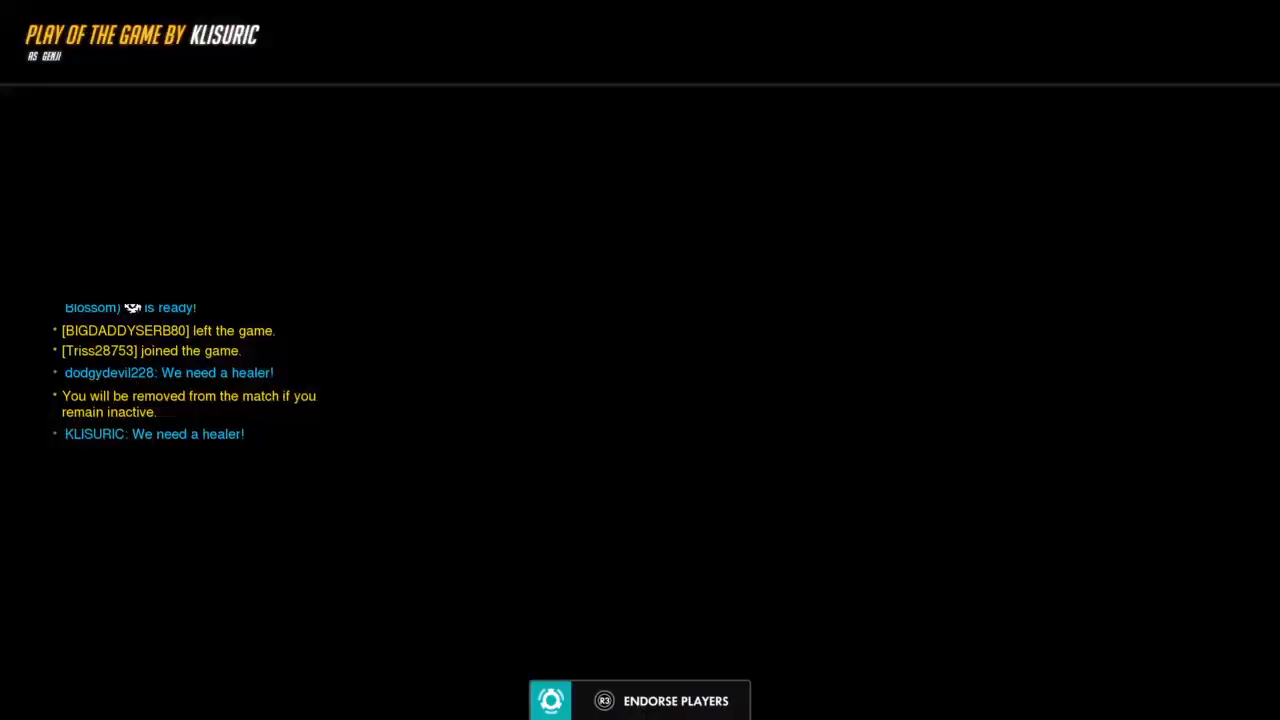 PLAY OF THE GAME BY KLISURIC
AS GENJI
Blossom) is ready!
[BIGDADDYSERB80] left the game.
[Triss28753] joined the game.
dodgydevil228: We need a healer!
You will be removed from the match if you
remain inactive.
KLISURIC: We need a healer!
R3 ENDORSE PLAYERS